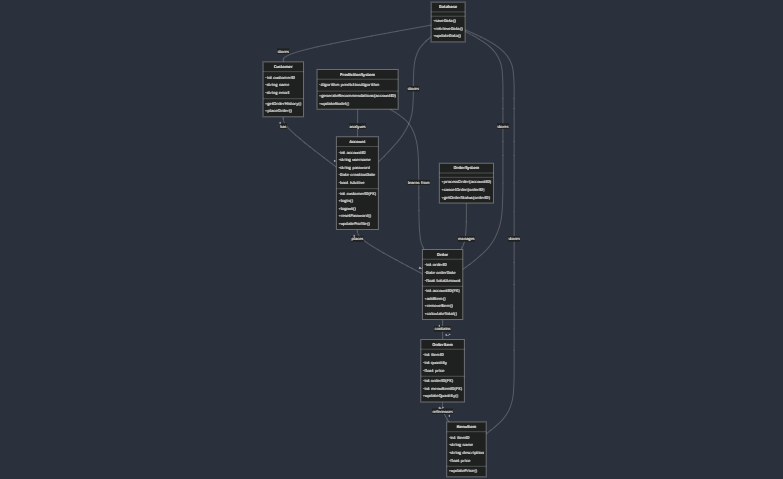 Database
+saveData()
+retrieveData()
+updateData()
stores
Customer
-int customerID
-string name
-string email
+getOrderHistory()
+placeOrder()
PredictionSystem
-Algorithm predictionAlgorithm
+generateRecommendations(accountID)
+updateModel()
stores
has
analyzes
stores
Account
-int accountID
-string username
-string password
-Date creationDate
-bool isActive
-int customerID(FK)
+login()
+logout()
+resetPassword()
+updateProfile()
OrderSystem
+processOrder(accountID)
+cancelOrder(orderID)
+getOrderStatus(orderID)
learns from
places
manages
stores
Order
-int orderID
-Date orderDate
-float totalAmount
-int accountID(FK)
+addItem()
+removeItem()
+calculateTotal()
contains
OrderItem
-int itemID
-int quantity
-float price
-int orderID(FK)
-int menuItemID(FK)
+updateQuantity()
references
MenuItem
-int itemID
-string name
-string description
-float price
+updatePrice()